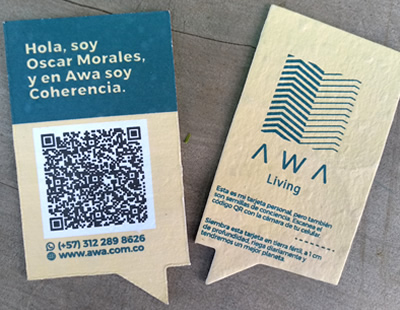 Hola, soy
Oscar Morales,
y en Awa soy
Coherencia.
(+57) 312 289 8626
www.awa.com.co
AWA
Living
Esta es mi tarjeta personal, pero también
son semillas de conciencia. Escanea el
código QR con la cámara de tu celular.
Siembra esta tarjeta en tierra fértil, a 1 cm
de profundidad, riega diariamente y
tendremos un mejor planeta.